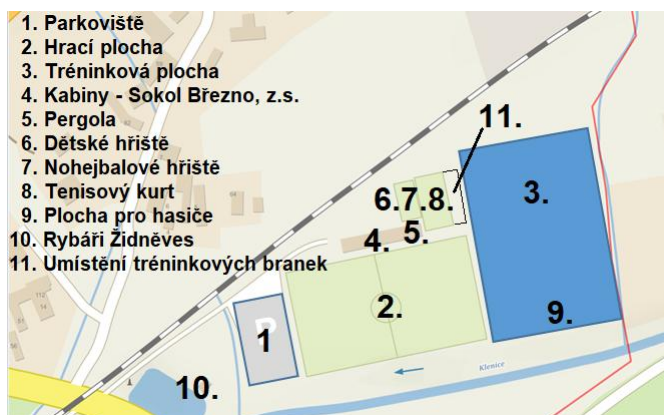 1. Parkoviště
2. Hrací plocha
3. Tréninková plocha
4. Kabiny - Sokol Březno, z.s.
5. Pergola
6. Dětské hřiště
7. Nohejbalové hřiště
8. Tenisový kurt
9. Plocha pro hasiče
10. Rybáři Židněves
11. Umístění tréninkových branek
11.
6.7.8.
3.
4.
5.
2.
9.
P
1
Klenice
10.